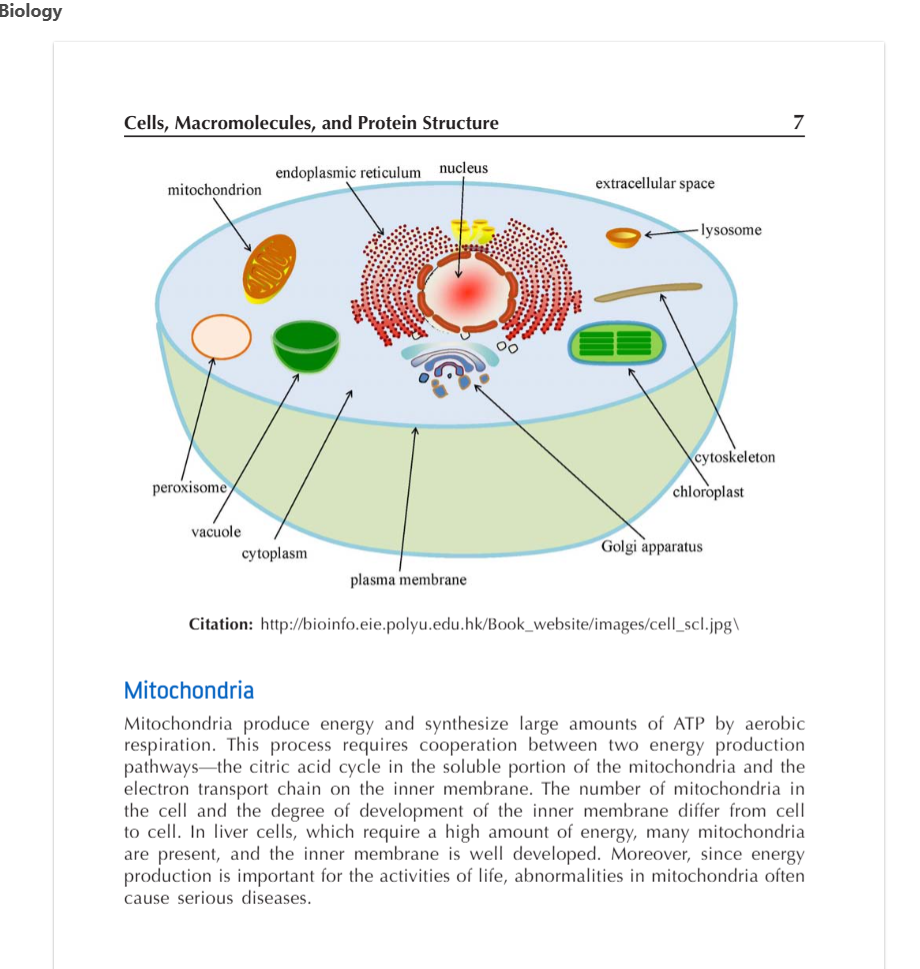 Biology
Cells, Macromolecules, and Protein Structure 7
endoplasmic reticulum nucleus
mitochondrion
extracellular space
lysosome
cytoskeleton
peroxisome
chloroplast
vacuole
cytoplasm
Golgi apparatus
plasma membrane
Citation: http://bioinfo.eie.polyu.edu.hk/Book_website/images/cell_scl.jpg\
Mitochondria
Mitochondria produce energy and synthesize large amounts of ATP by aerobic
respiration. This process requires cooperation between two energy production
pathways—the citric acid cycle in the soluble portion of the mitochondria and the
electron transport chain on the inner membrane. The number of mitochondria in
the cell and the degree of development of the inner membrane differ from cell
to cell. In liver cells, which require a high amount of energy, many mitochondria
are present, and the inner membrane is well developed. Moreover, since energy
production is important for the activities of life, abnormalities in mitochondria often
cause serious diseases.